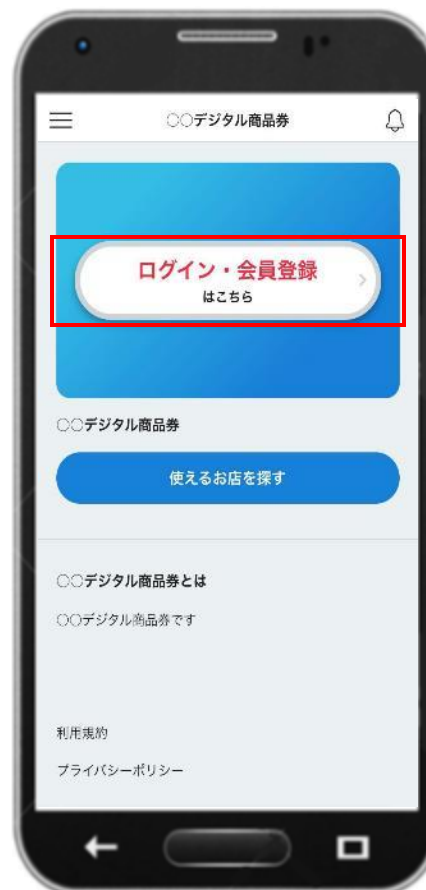 ○○デジタル商品券
ログイン・会員登録
はこちら
○○デジタル商品券
使えるお店を探す
○○デジタル商品券とは
○○デジタル商品券です
利用規約
プライバシーポリシー